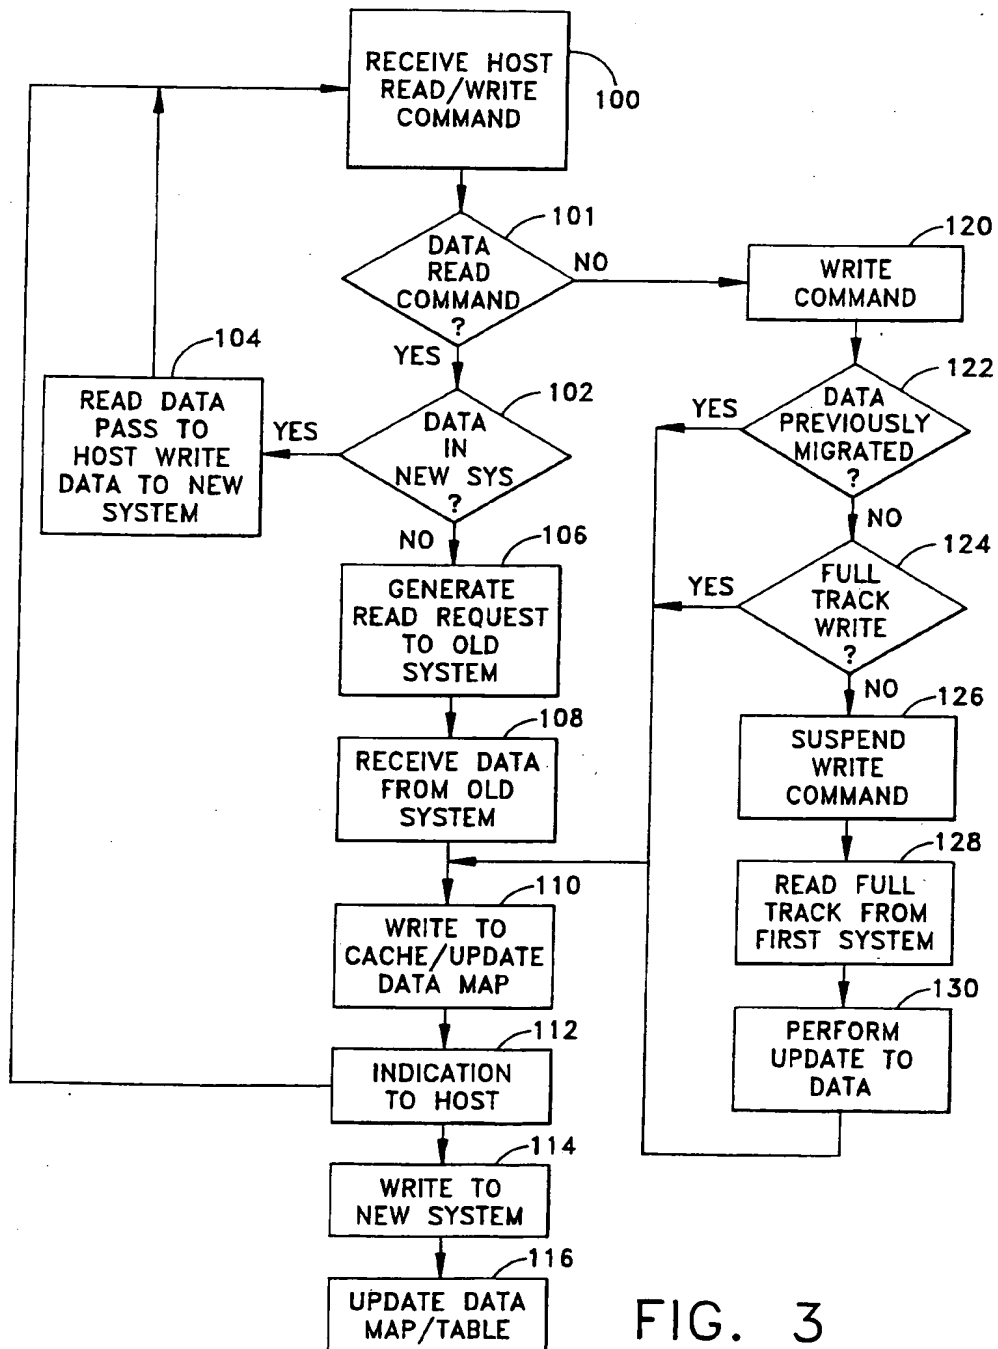 RECEIVE HOST
READ/WRITE
COMMAND
100
DATA
READ
COMMAND
?
101
NO
YES
120
WRITE
COMMAND
104
READ DATA
PASS TO
HOST WRITE
DATA TO NEW
SYSTEM
YES
102
DATA
IN
NEW SYS
?
NO
122
DATA
PREVIOUSLY
MIGRATED
?
YES
NO
106
GENERATE
READ REQUEST
TO OLD
SYSTEM
124
FULL
TRACK
WRITE
?
YES
NO
108
RECEIVE DATA
FROM OLD
SYSTEM
126
SUSPEND
WRITE
COMMAND
128
READ FULL
TRACK FROM
FIRST SYSTEM
110
WRITE TO
CACHE/UPDATE
DATA MAP
130
PERFORM
UPDATE TO
DATA
112
INDICATION
TO HOST
114
WRITE TO
NEW SYSTEM
116
UPDATE DATA
MAP/TABLE
FIG. 3